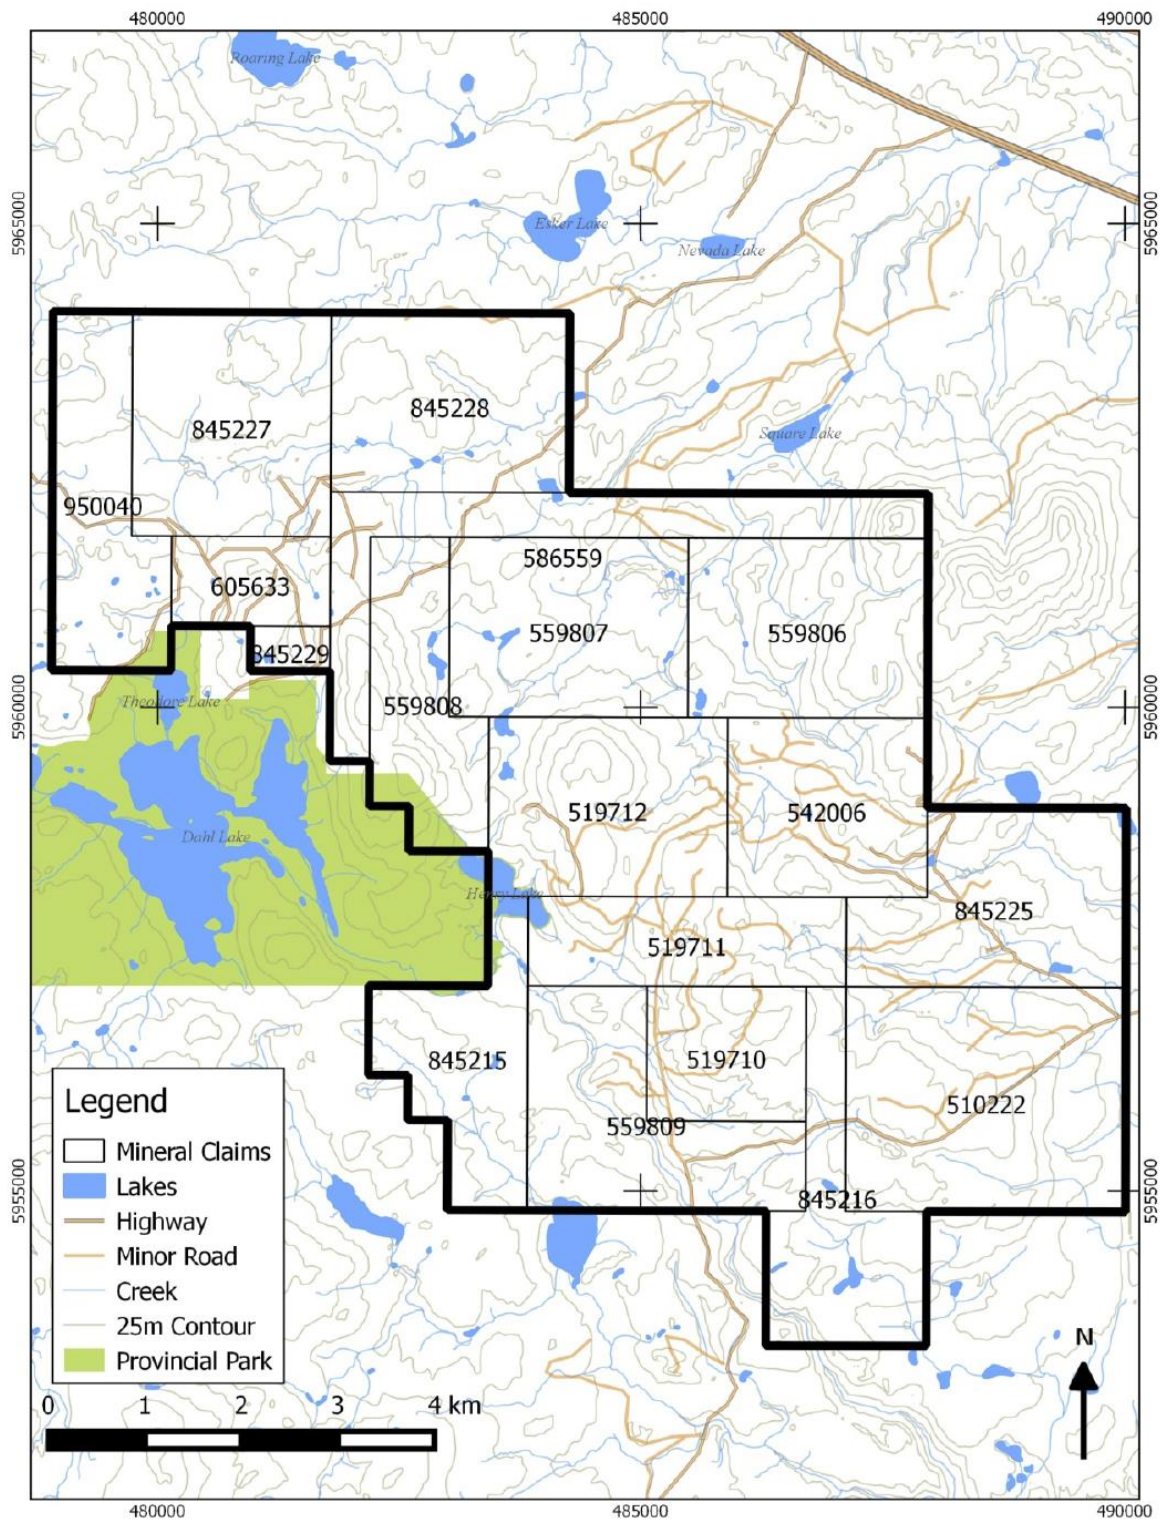 480000 485000 490000
Roaring Lake
5965000
Esker Lake
Nevada Lake
5965000
845228
845227
Square Lake
950040
586559
605633
559807
559806
845229
5960000
Theodore Lake
559808
5960000
519712
542006
Dahl Lake
Henry Lake
845225
519711
845215
519710
510222
559809
5955000
845216
5955000
Legend
Mineral Claims
Lakes
Highway
Minor Road
Creek
25m Contour
Provincial Park
N
0 1 2 3 4 km
480000 485000 490000